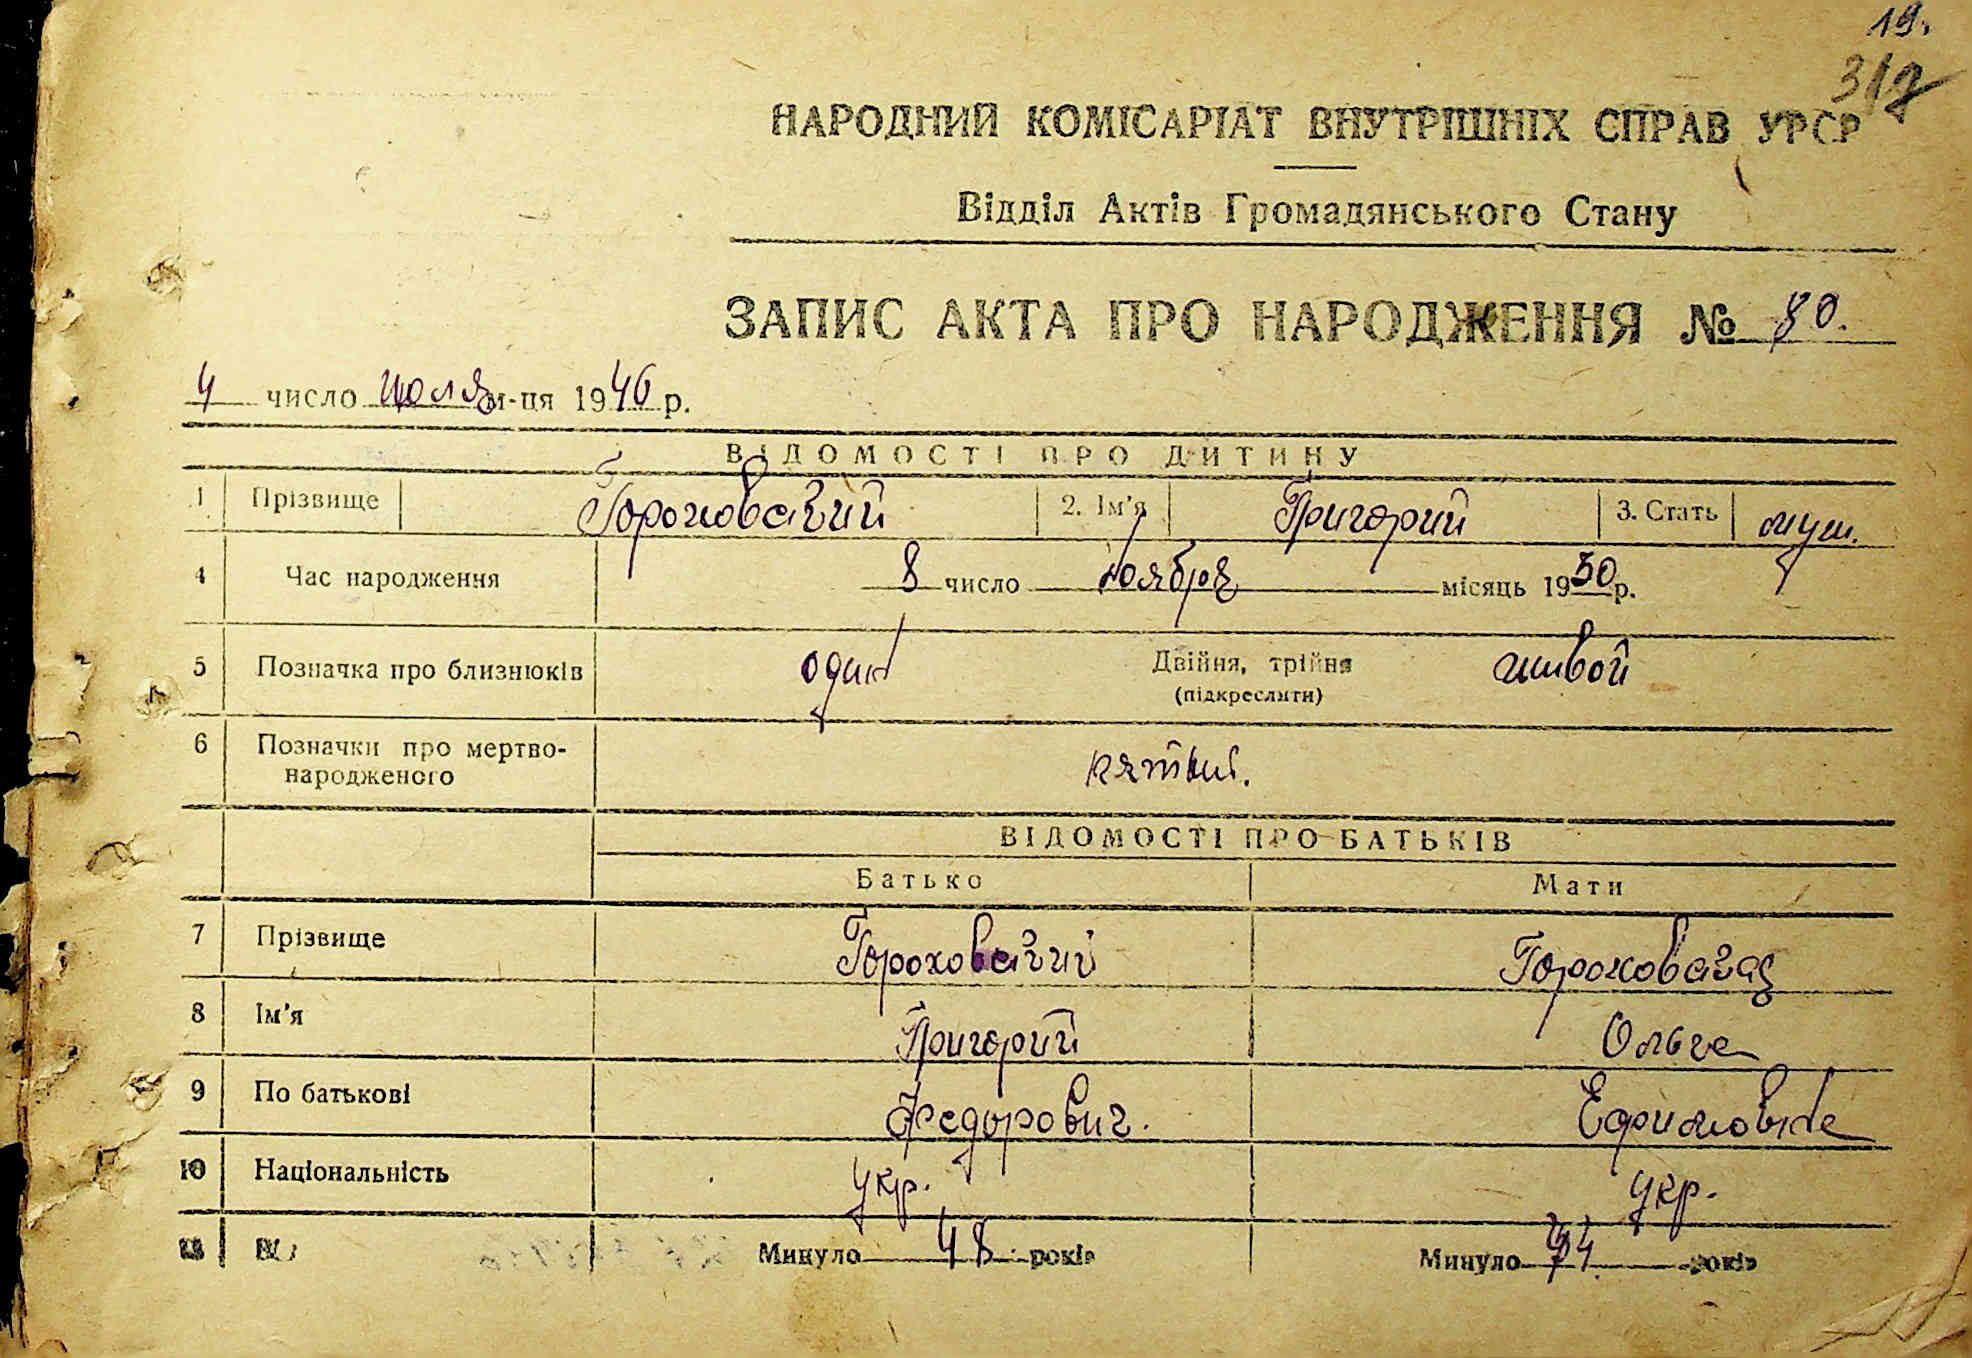 19.
НАРОДНИЙ КОМІСАРІАТ ВНУТРІШНІХ СПРАВ УРСР
Відділ Актів Громадянського Стану
ЗАПИС АКТА ПРО НАРОДЖЕННЯ № 80.
4 число июля м-ця 1946 р.
ВІДОМОСТІ ПРО ДИТИНУ
1 Прізвище Гороховский 2. Ім'я Григорий 3. Стать муж.
4 Час народження 8 число ноября місяць 1930 р.
5 Позначка про близнюків один Двійня, трійня живой
(підкреслити)
6 Позначки про мертво-
народженого
ВІДОМОСТІ ПРО БАТЬКІВ
Батько Мати
7 Прізвище
8 Ім'я Григорий Ольга
9 По батькові Федорович. Ефимовна
10 Національність укр. укр.
Минуло 48 років Минуло 44 років